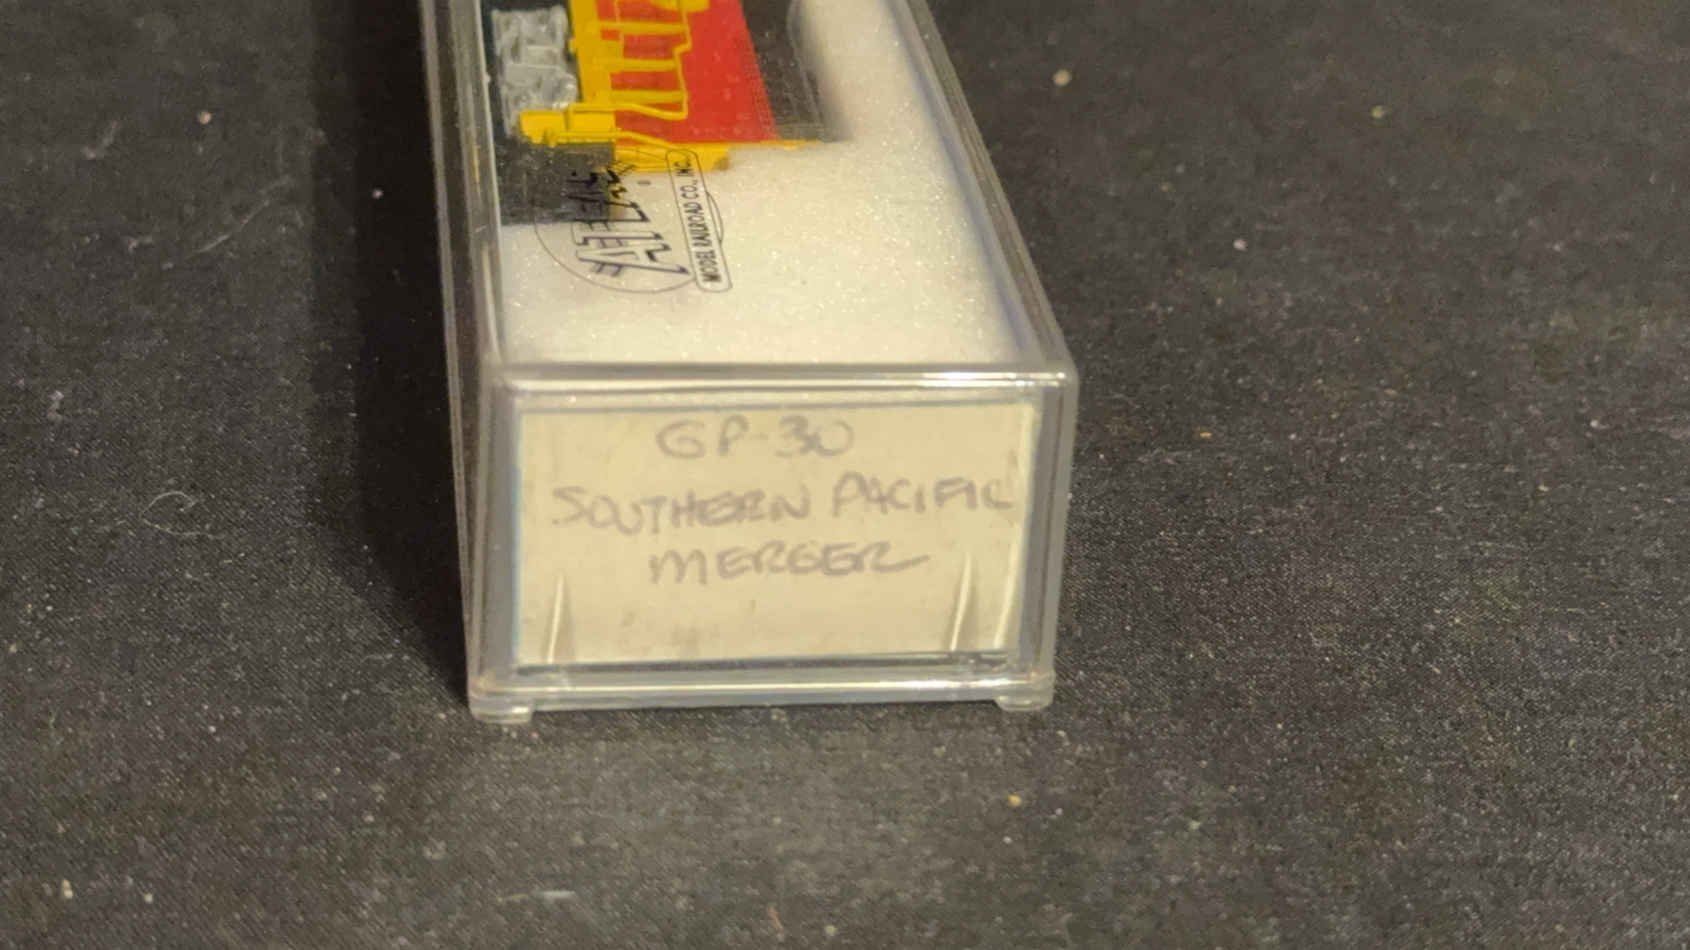 ATLAS
MODEL RAILROAD CO., INC.
GP-30
SOUTHERN PACIFIC
MERGER